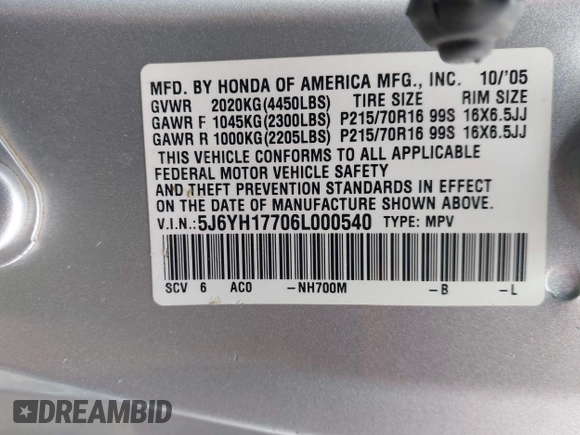 MFD. BY HONDA OF AMERICA MFG., INC. 10/'05
GVWR 2020KG(4450LBS) TIRE SIZE RIM SIZE
GAWR F 1045KG(2300LBS) P215/70R16 99S 16X6.5JJ
GAWR R 1000KG(2205LBS) P215/70R16 99S 16X6.5JJ
THIS VEHICLE CONFORMS TO ALL APPLICABLE
FEDERAL MOTOR VEHICLE SAFETY
AND THEFT PREVENTION STANDARDS IN EFFECT
ON THE DATE OF MANUFACTURE SHOWN ABOVE.
V.I.N.:5J6YH17706L000540 TYPE: MPV
SCV 6 AC0 -NH700M -B -L
DREAMBID